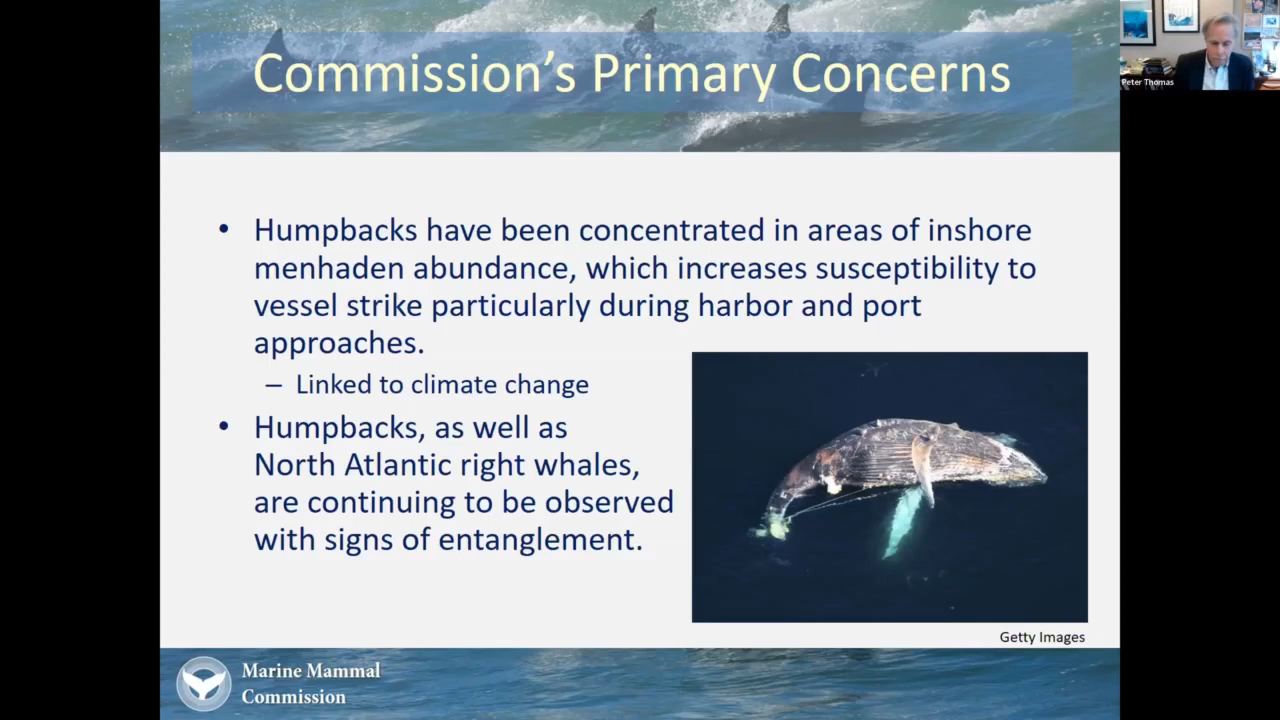 Commission's Primary Concerns
Peter Thomas
• Humpbacks have been concentrated in areas of inshore
menhaden abundance, which increases susceptibility to
vessel strike particularly during harbor and port
approaches.
– Linked to climate change
• Humpbacks, as well as
North Atlantic right whales,
are continuing to be observed
with signs of entanglement.
Getty Images
Marine Mammal
Commission